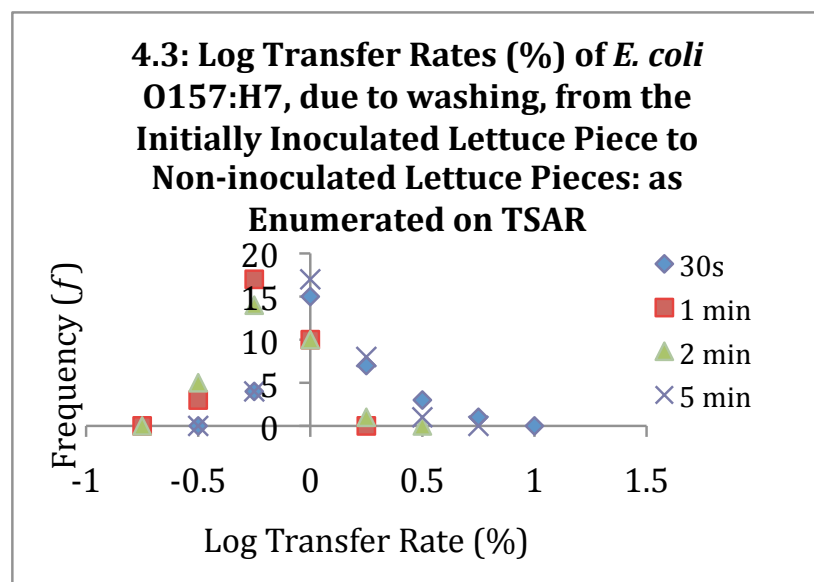 4.3: Log Transfer Rates (%) of E. coli
O157:H7, due to washing, from the
Initially Inoculated Lettuce Piece to
Non-inoculated Lettuce Pieces: as
Enumerated on TSAR
20
15
10
5
0
Frequency (f)
-1 -0.5 0 0.5 1 1.5
Log Transfer Rate (%)
30s
1 min
2 min
5 min